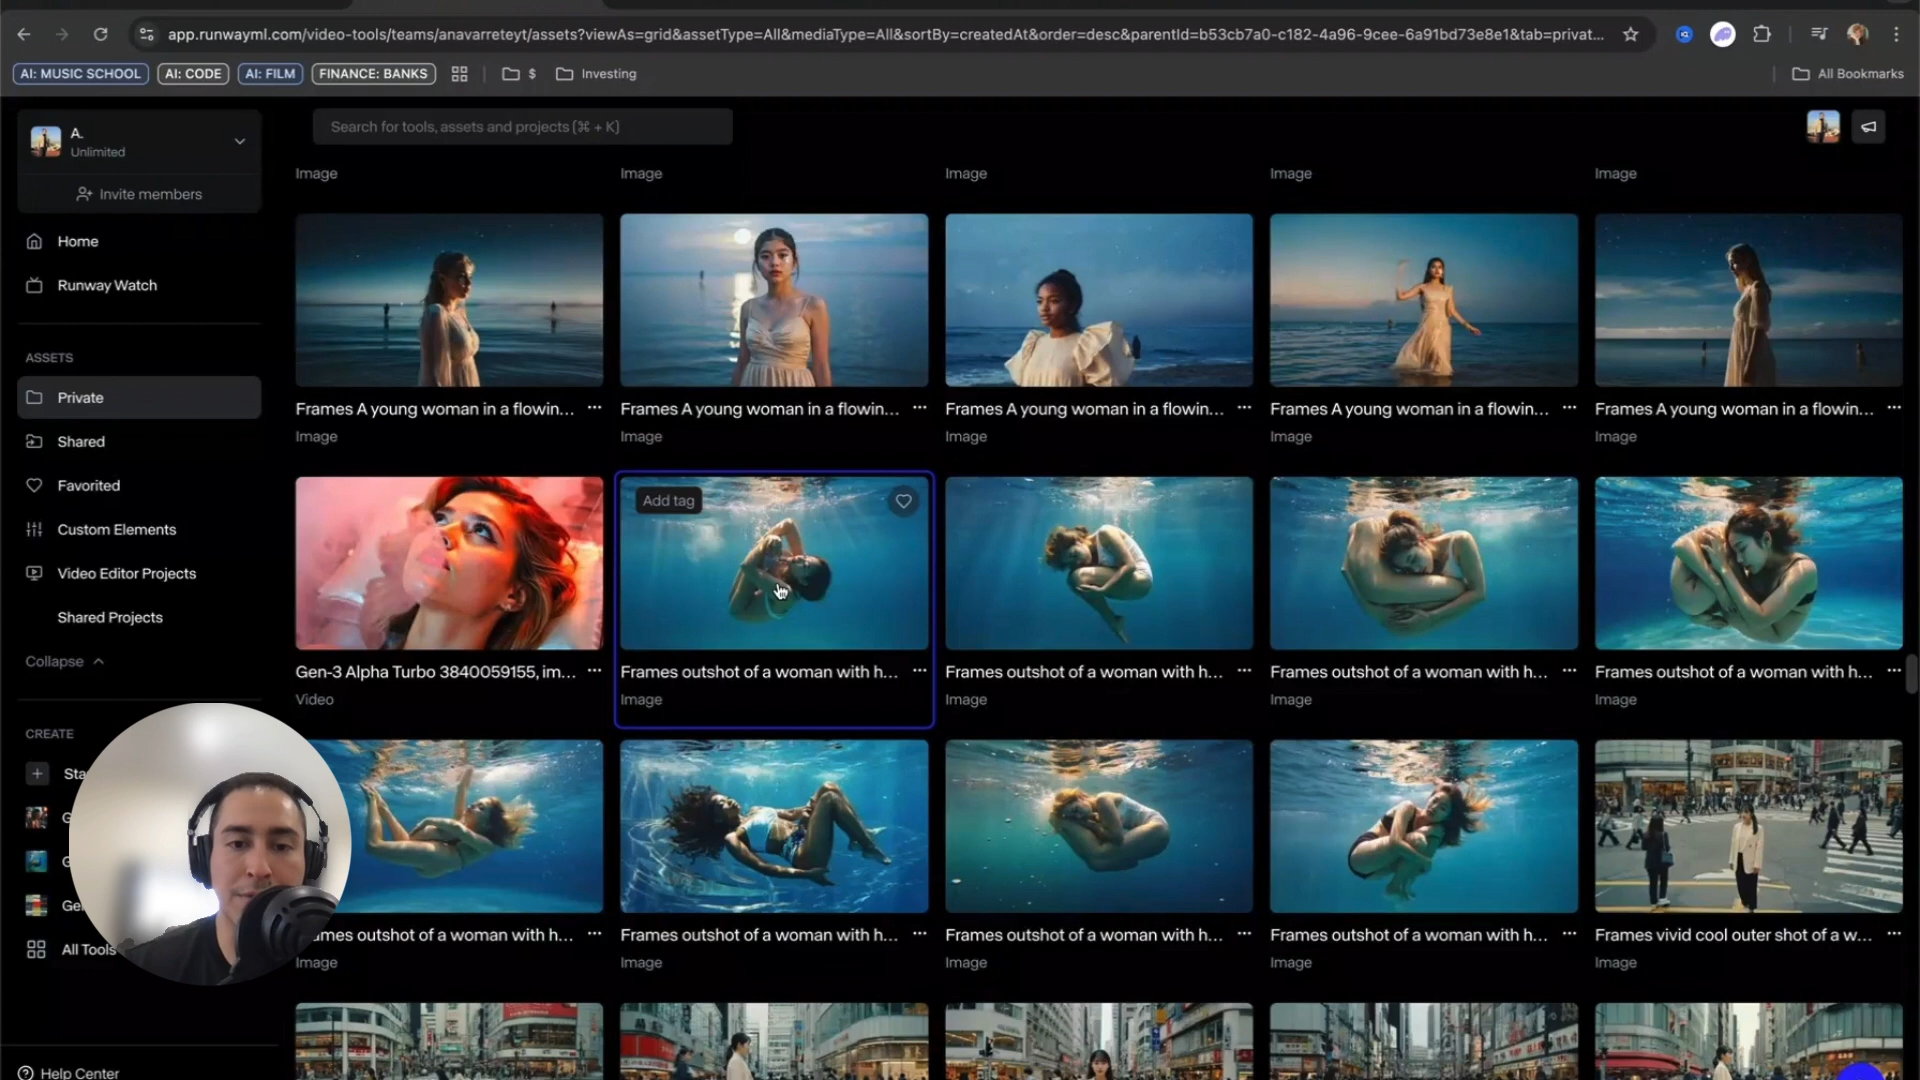 app.runwayml.com/video-tools/teams/anavarreteyt/assets?viewAs=grid&assetType=All&mediaType=All&sortBy=createdAt&order=desc&parentId=b53cb7a0-c182-4a96-9cee-6a91bd73e8e1&tab=privat...
AI: MUSIC SCHOOL
AI: CODE
AI: FILM
FINANCE: BANKS
$
Investing
All Bookmarks
A.
Unlimited
Invite members
Search for tools, assets and projects (⌘ + K)
Home
Runway Watch
ASSETS
Private
Shared
Favorited
Custom Elements
Video Editor Projects
Shared Projects
Collapse
CREATE
All Tools
Help Center
Image
Image
Image
Image
Image
Frames A young woman in a flowin...
Frames A young woman in a flowin...
Frames A young woman in a flowin...
Frames A young woman in a flowin...
Frames A young woman in a flowin...
Image
Image
Image
Image
Image
Add tag
Gen-3 Alpha Turbo 3840059155, im...
Frames outshot of a woman with h...
Frames outshot of a woman with h...
Frames outshot of a woman with h...
Frames outshot of a woman with h...
Video
Image
Image
Image
Image
outshot of a woman with h...
Frames outshot of a woman with h...
Frames outshot of a woman with h...
Frames outshot of a woman with h...
Frames vivid cool outer shot of a w...
Image
Image
Image
Image
Image